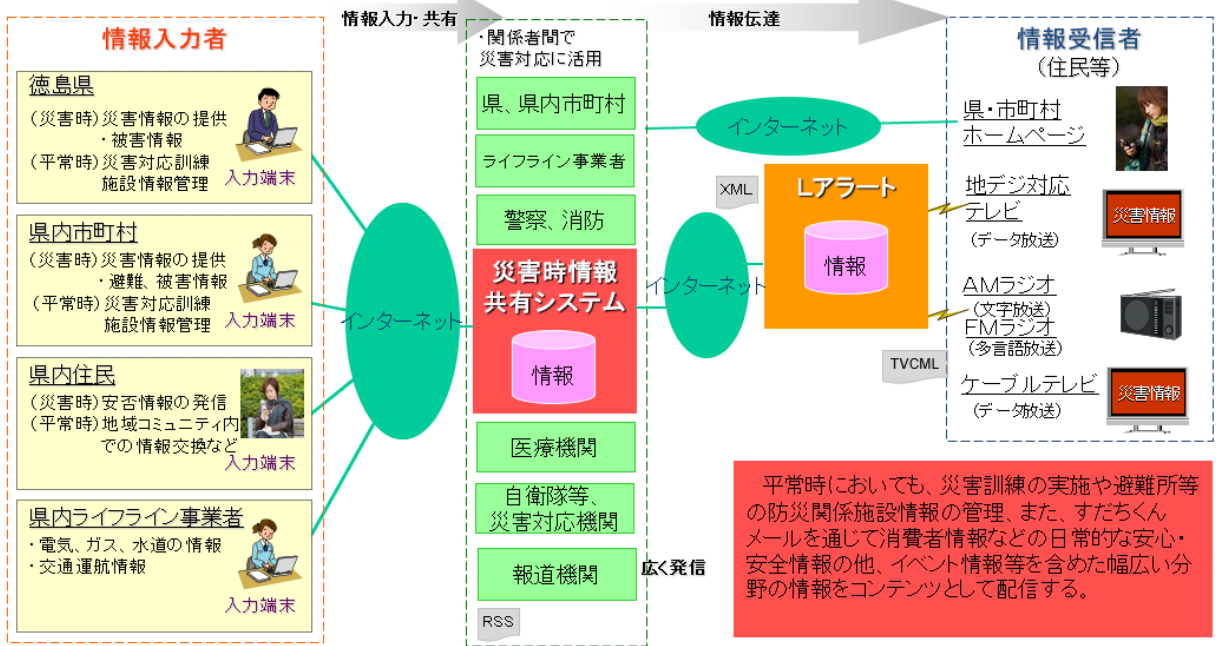 情報入力・共有
情報伝達
情報入力者
徳島県
(災害時)災害情報の提供
・被害情報
(平常時)災害対応訓練
施設情報管理
入力端末
県内市町村
(災害時)災害情報の提供
・避難、被害情報
(平常時)災害対応訓練
施設情報管理
入力端末
県内住民
(災害時)安否情報の発信
(平常時)地域コミュニティ内
での情報交換など
入力端末
県内ライフライン事業者
・電気、ガス、水道の情報
・交通運航情報
入力端末
インターネット
・関係者間で
災害対応に活用
県、県内市町村
ライフライン事業者
警察、消防
災害時情報
共有システム
情報
医療機関
自衛隊等、
災害対応機関
報道機関
RSS
広く発信
インターネット
インターネット
XML
Lアラート
情報
TVCML
情報受信者
(住民等)
県・市町村
ホームページ
地デジ対応
テレビ
(データ放送)
災害情報
AMラジオ
(文字放送)
FMラジオ
(多言語放送)
ケーブルテレビ
(データ放送)
災害情報
平常時においても、災害訓練の実施や避難所等
の防災関係施設情報の管理、また、すだちくん
メールを通じて消費者情報などの日常的な安心・
安全情報の他、イベント情報等を含めた幅広い分
野の情報をコンテンツとして配信する。